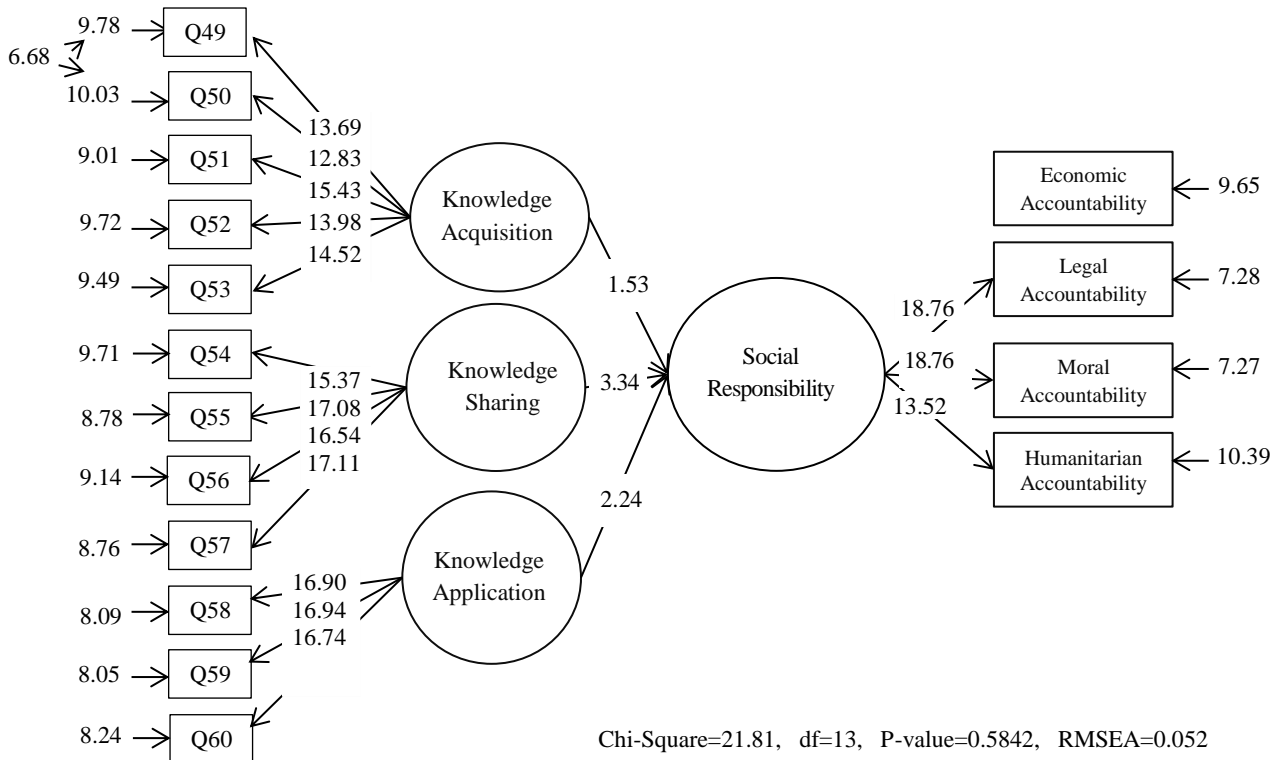 9.78
Q49
6.68
10.03
Q50
9.01
Q51
9.72
Q52
9.49
Q53
9.71
Q54
8.78
Q55
9.14
Q56
8.76
Q57
8.09
Q58
8.05
Q59
8.24
Q60
13.69
12.83
15.43
13.98
14.52
15.37
17.08
16.54
17.11
16.90
16.94
16.74
Knowledge
Acquisition
Knowledge
Sharing
Knowledge
Application
1.53
3.34
2.24
Social
Responsibility
18.76
18.76
13.52
Economic
Accountability
9.65
Legal
Accountability
7.28
Moral
Accountability
7.27
Humanitarian
Accountability
10.39
Chi-Square=21.81, df=13, P-value=0.5842, RMSEA=0.052